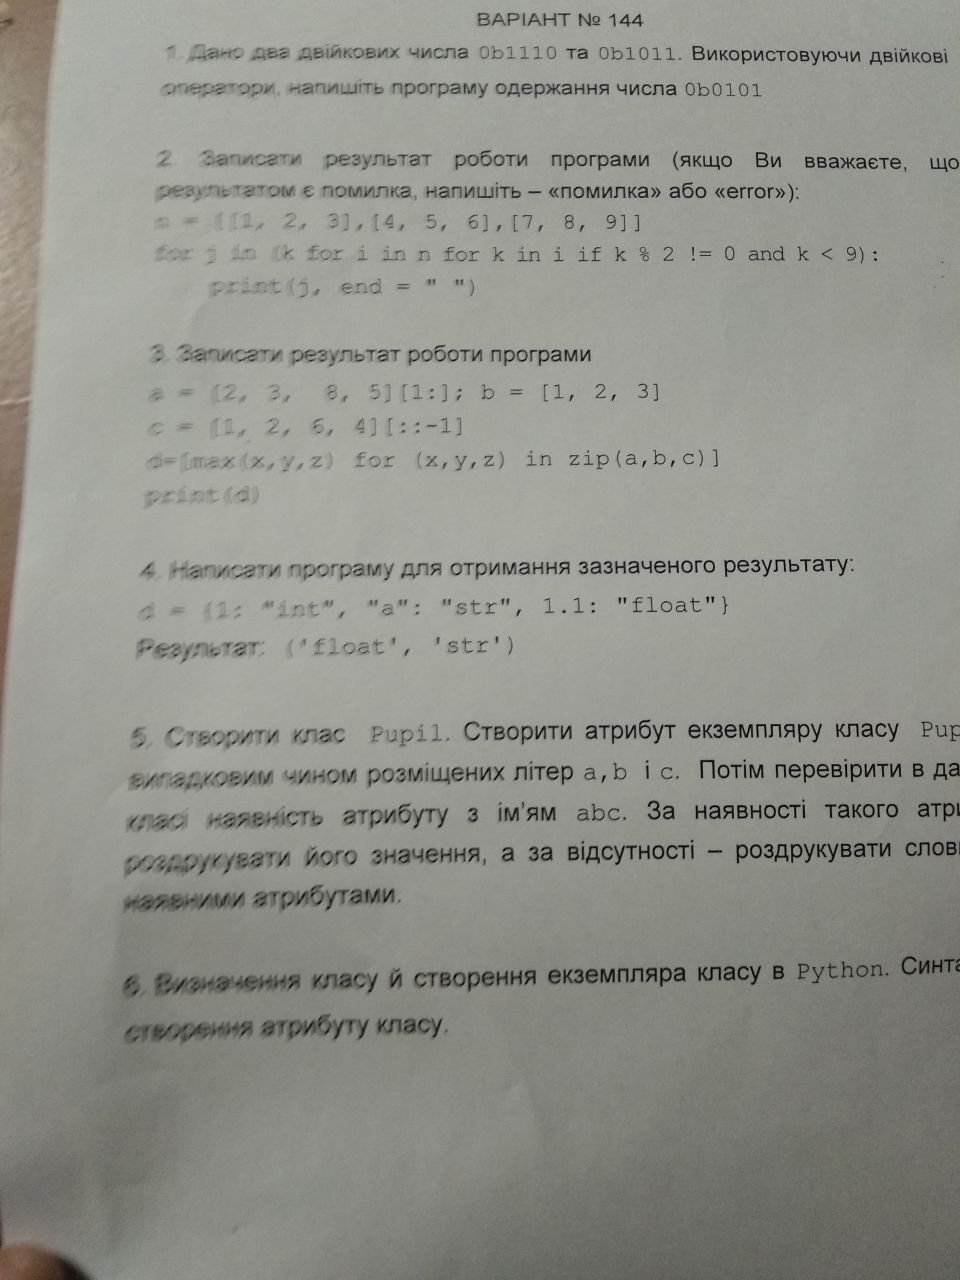 ВАРІАНТ № 144
1. Дано два двійкових числа 0b1110 та 0b1011. Використовуючи двійкові
оператори, напишіть програму одержання числа 0b0101
2. Записати результат роботи програми (якщо Ви вважаєте, що
результатом є помилка, напишіть – «помилка» або «error»):
n = [[1, 2, 3],[4, 5, 6],[7, 8, 9]]
for j in (k for i in n for k in i if k % 2 != 0 and k < 9):
print(j, end = " ")
3. Записати результат роботи програми
a = [2, 3, 8, 5][1:]; b = [1, 2, 3]
c = [1, 2, 6, 4][::-1]
d=[max(x,y,z) for (x,y,z) in zip(a,b,c)]
print(d)
4. Написати програму для отримання зазначеного результату:
d = {1: "int", "a": "str", 1.1: "float"}
Результат: ('float', 'str')
5. Створити клас Pupil. Створити атрибут екземпляру класу Pup
випадковим чином розміщених літер a,b і c. Потім перевірити в да
класі наявність атрибуту з ім'ям abc. За наявності такого атри
роздрукувати його значення, а за відсутності – роздрукувати слов
наявними атрибутами.
6. Визначення класу й створення екземпляра класу в Python. Синта
створення атрибуту класу.